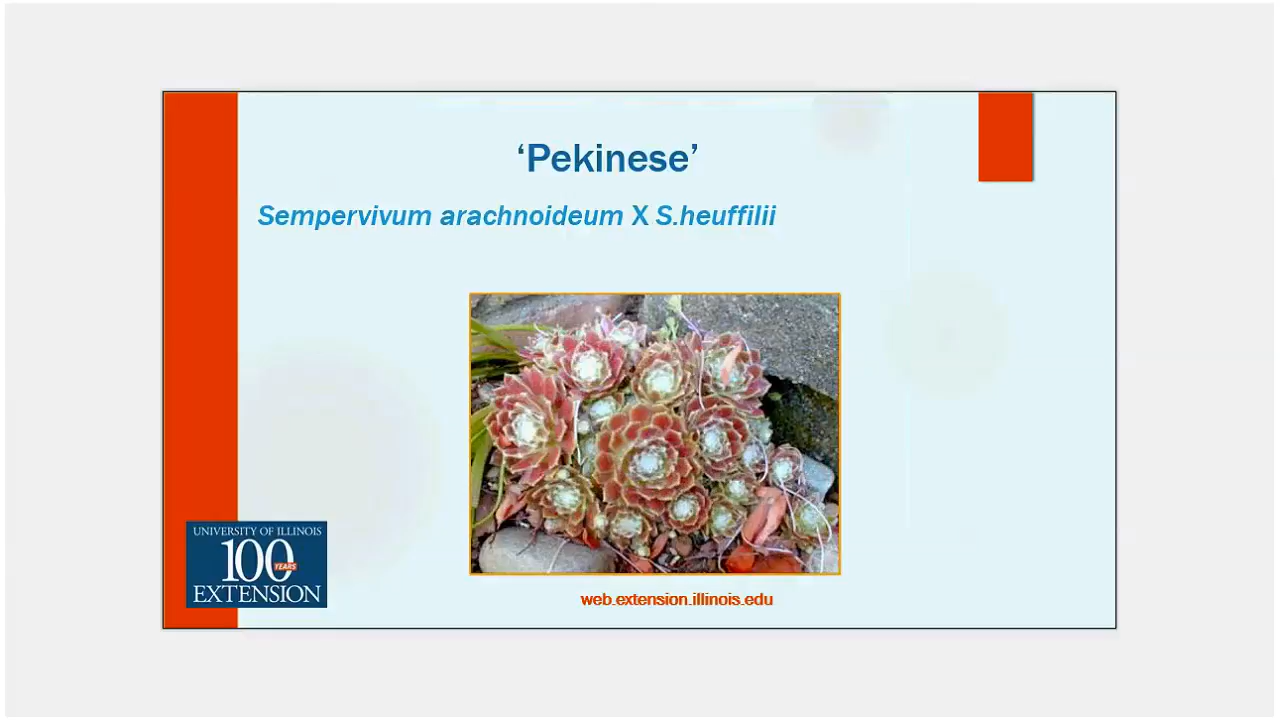 ‘Pekinese’
Sempervivum arachnoideum X S.heuffilii
UNIVERSITY OF ILLINOIS
100 YEARS
EXTENSION
web.extension.illinois.edu